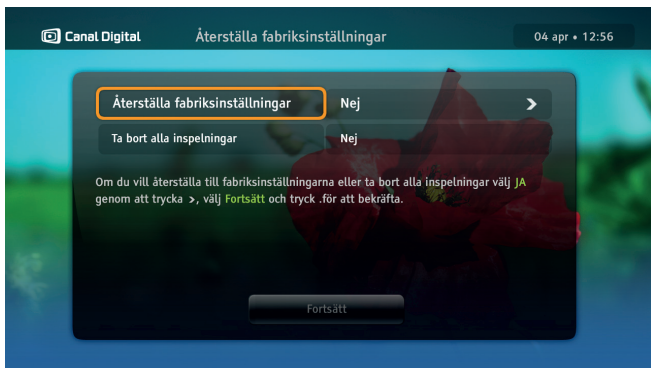 Canal Digital Återställa fabriksinställningar 04 apr • 12:56
Återställa fabriksinställningar Nej >
Ta bort alla inspelningar Nej
Om du vill återställa till fabriksinställningarna eller ta bort alla inspelningar välj JA
genom att trycka >, välj Fortsätt och tryck .för att bekräfta.
Fortsätt